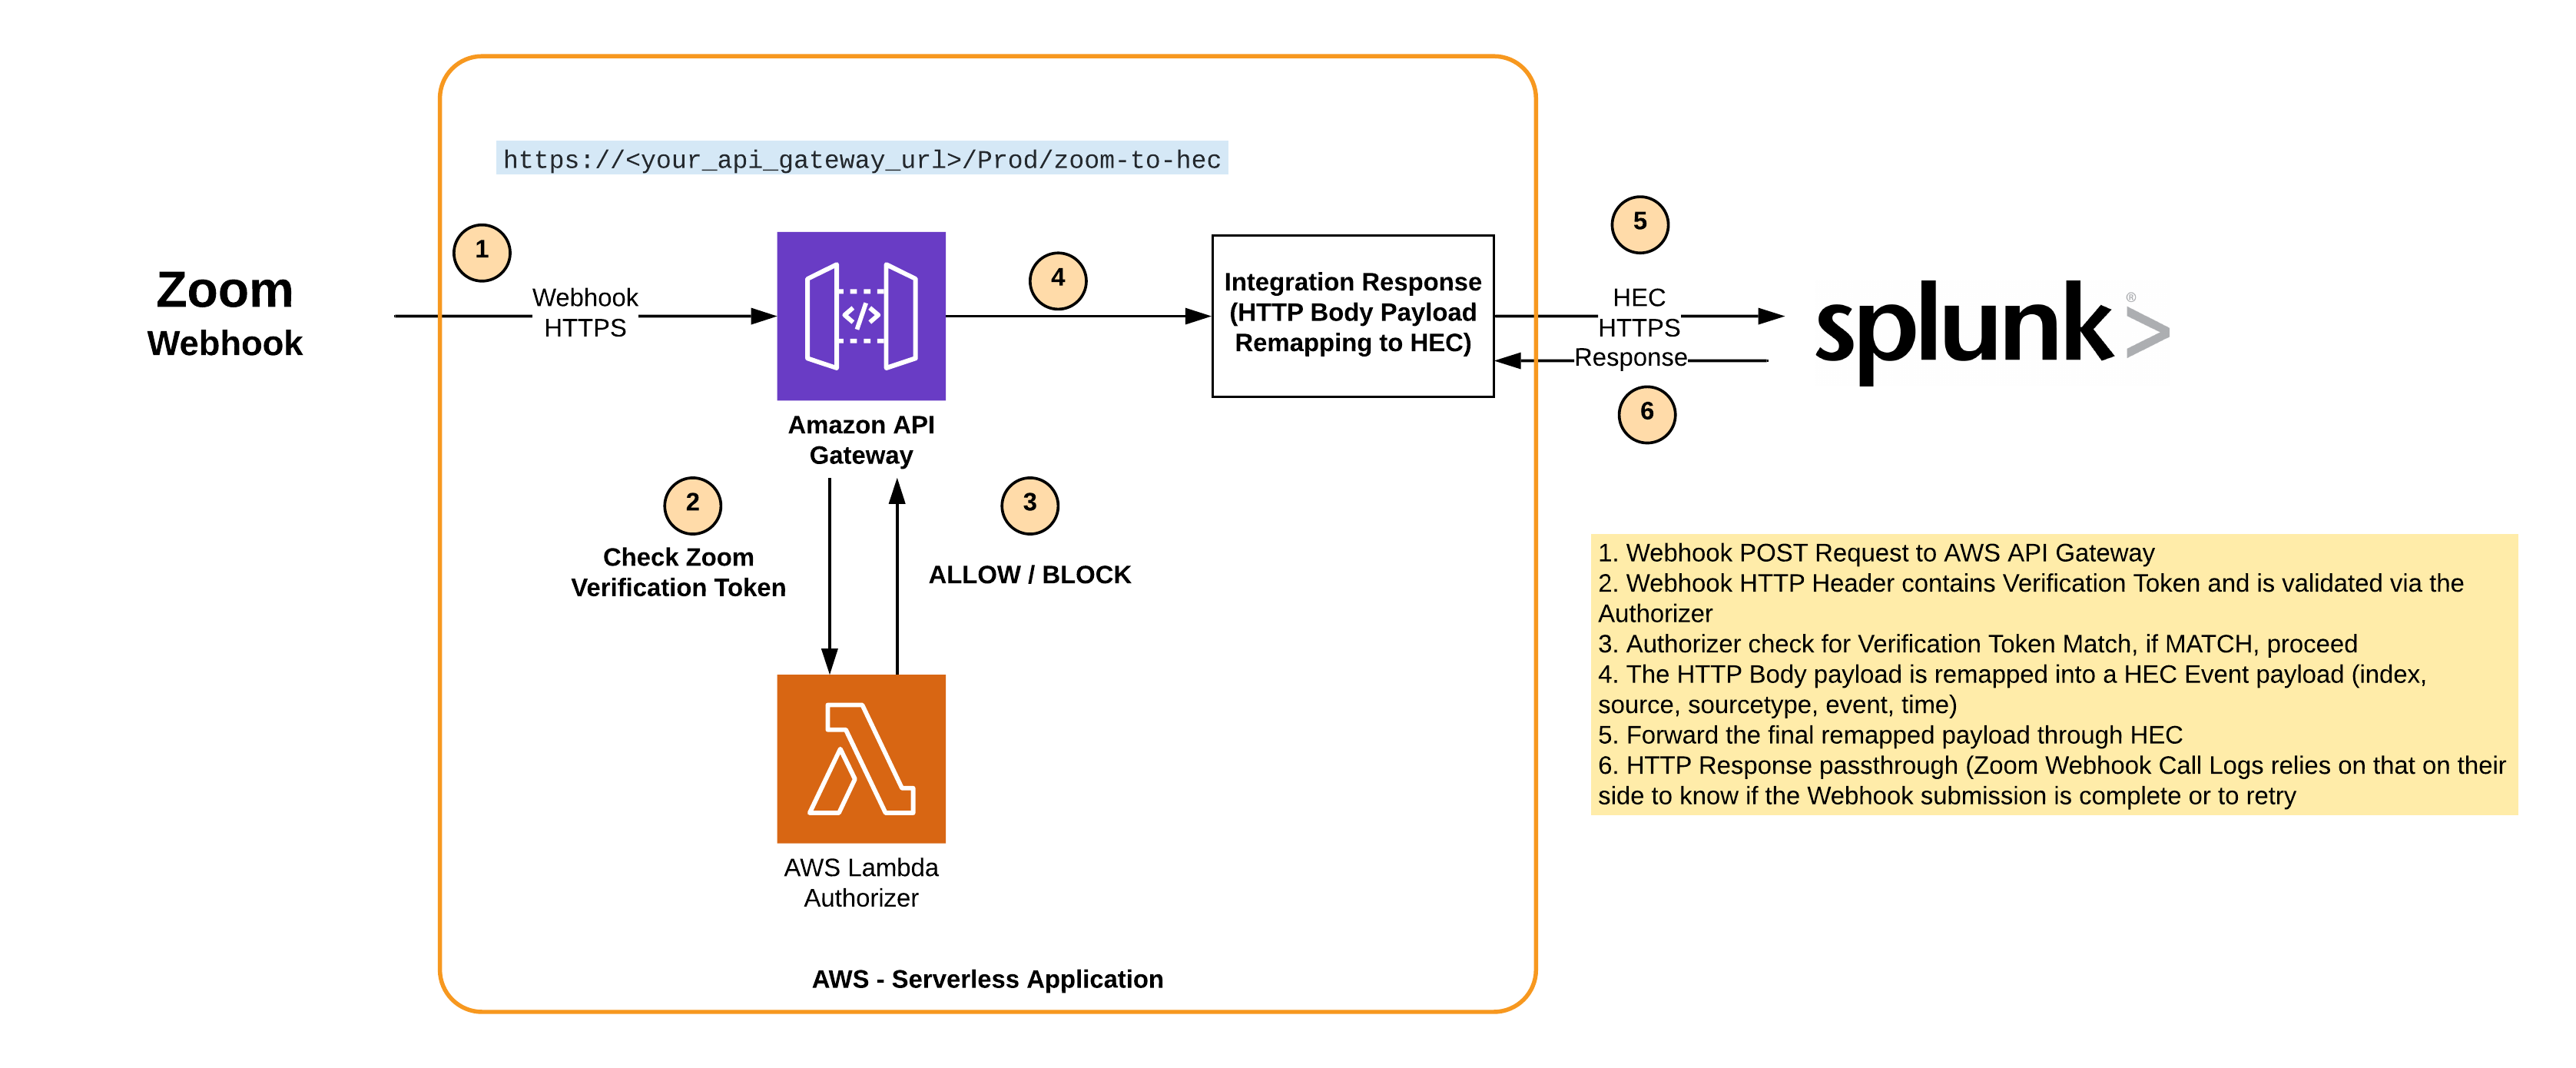 https://<your_api_gateway_url>/Prod/zoom-to-hec
Zoom
Webhook
1
Webhook
HTTPS
Amazon API
Gateway
4
Integration Response
(HTTP Body Payload
Remapping to HEC)
5
HEC
HTTPS
Response
6
splunk>®
2
Check Zoom
Verification Token
3
ALLOW / BLOCK
AWS Lambda
Authorizer
AWS - Serverless Application
1. Webhook POST Request to AWS API Gateway
2. Webhook HTTP Header contains Verification Token and is validated via the
Authorizer
3. Authorizer check for Verification Token Match, if MATCH, proceed
4. The HTTP Body payload is remapped into a HEC Event payload (index,
source, sourcetype, event, time)
5. Forward the final remapped payload through HEC
6. HTTP Response passthrough (Zoom Webhook Call Logs relies on that on their
side to know if the Webhook submission is complete or to retry